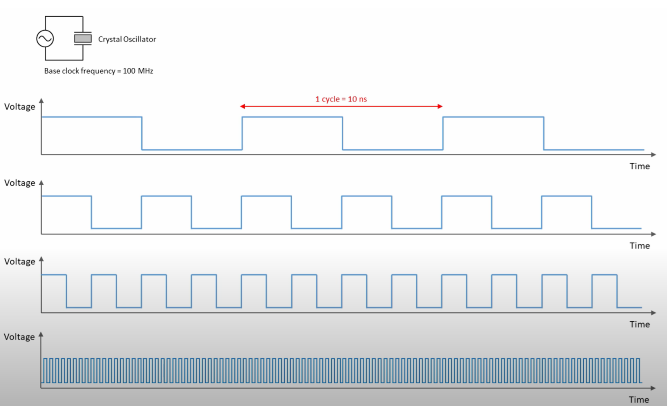 Crystal Oscillator
Base clock frequency = 100 MHz
1 cycle = 10 ns
Voltage
Time
Voltage
Time
Voltage
Time
Voltage
Time